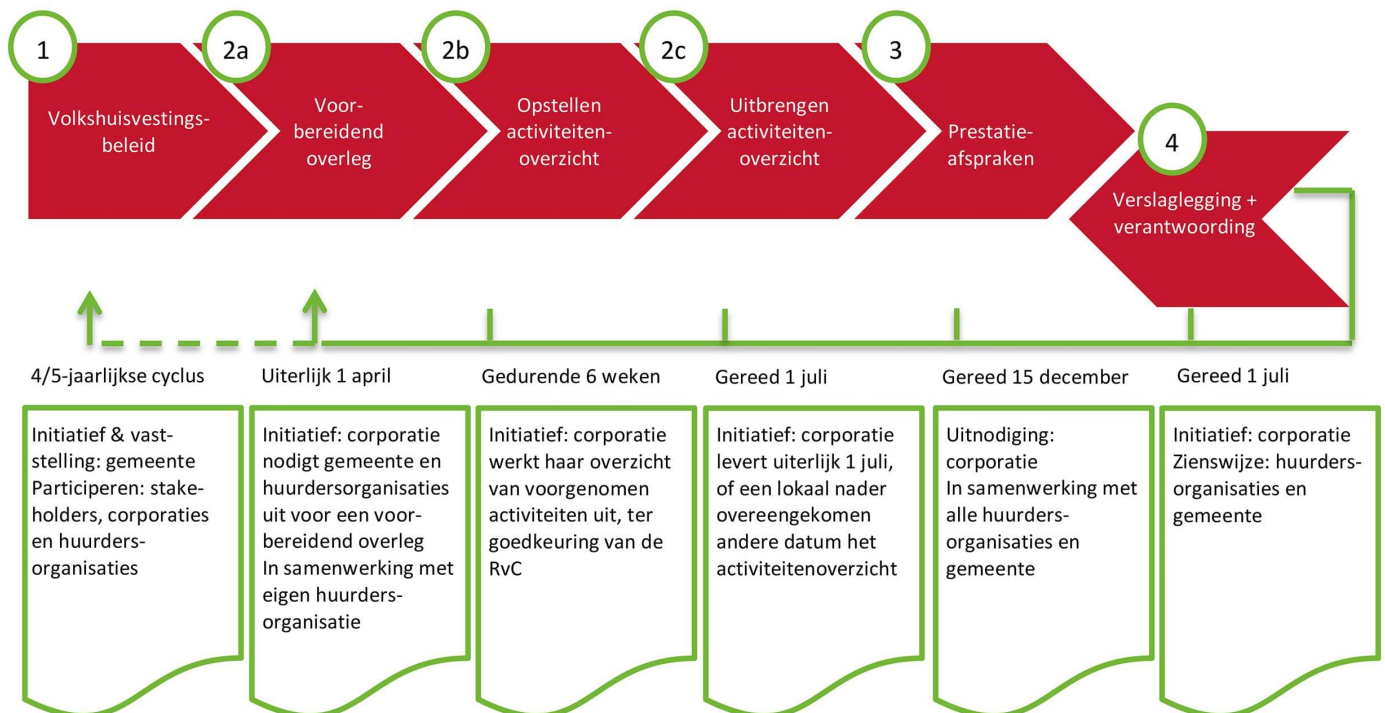 1
Volkshuisvestings-
beleid
2a
Voor-
bereidend
overleg
2b
Opstellen
activiteiten-
overzicht
2c
Uitbrengen
activiteiten-
overzicht
3
Prestatie-
afspraken
4
Verslaglegging +
verantwoording
4/5-jaarlijkse cyclus
Initiatief & vast-
stelling: gemeente
Participeren: stake-
holders, corporaties
en huurders-
organisaties
Uiterlijk 1 april
Initiatief: corporatie
nodigt gemeente en
huurdersorganisaties
uit voor een voor-
bereidend overleg
In samenwerking met
eigen huurders-
organisatie
Gedurende 6 weken
Initiatief: corporatie
werkt haar overzicht
van voorgenomen
activiteiten uit, ter
goedkeuring van de
RvC
Gereed 1 juli
Initiatief: corporatie
levert uiterlijk 1 juli,
of een lokaal nader
overeengekomen
andere datum het
activiteitenoverzicht
Gereed 15 december
Uitnodiging:
corporatie
In samenwerking met
alle huurders-
organisaties en
gemeente
Gereed 1 juli
Initiatief: corporatie
Zienswijze: huurders-
organisaties en
gemeente